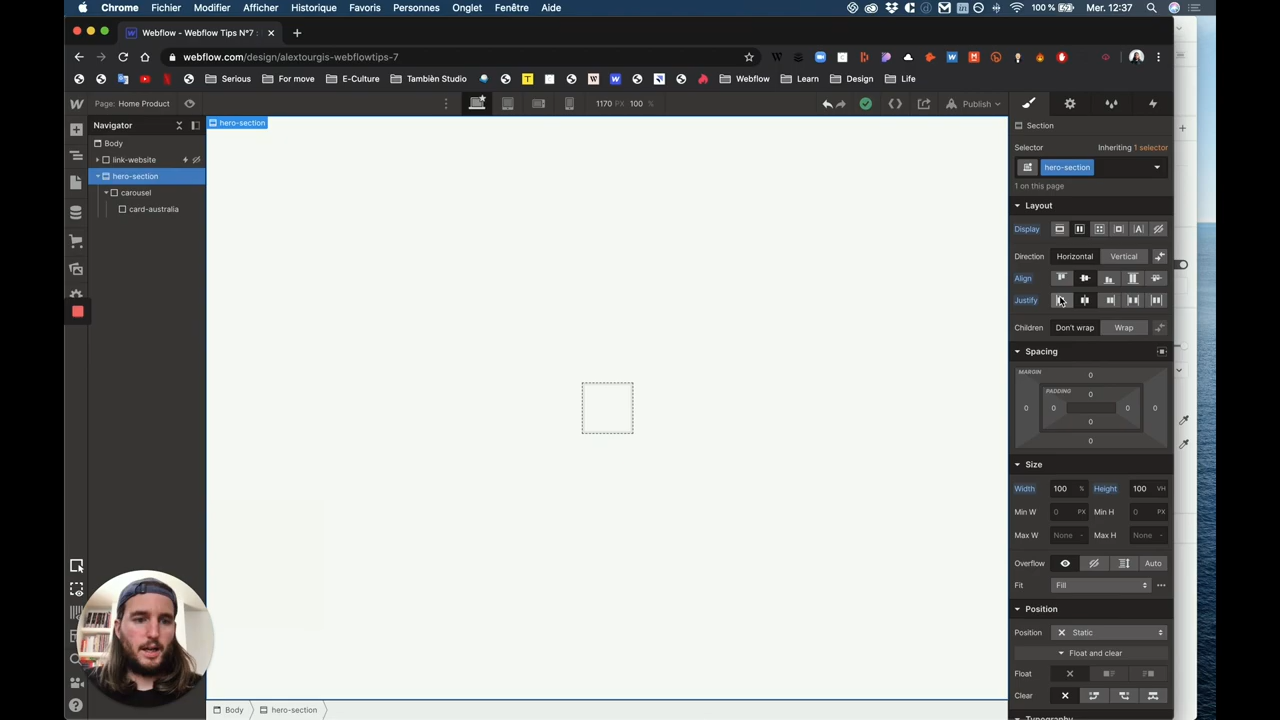 Chrome Fichier Modifier Afficher Historique Favoris Personnes Onglet Fenêtre Aide 100 % Mer. 12:37
Webflow - Webflow Tips N°7 :
webflow.com/design/alextourgis-webflowtips-7
Serious For move E-Culture Tombièn Studio Webflow Learn Design Life
Page: Home Product 1170 PX 100 % Publish
Navigator
Body
link-website
hero-section
carousel
card-australia
hero-section
Section
Selector Inheriting 1 selector
hero-section
1 on this page
Layout
Display
Direction Horizontal Vertical
Align
Justify
Children Don't wrap Wrap
Spacing
MARGIN
0
PADDING
0
0 0 0 0
0
0
Size
Width 100 % Height 100 VH
Min W 0 PX Min H 0 PX
Max W None - Max H None -
Overflow Auto
Fit Fill
Position
Position Static
Float and clear
Float
Clear
Typography
Body hero-section